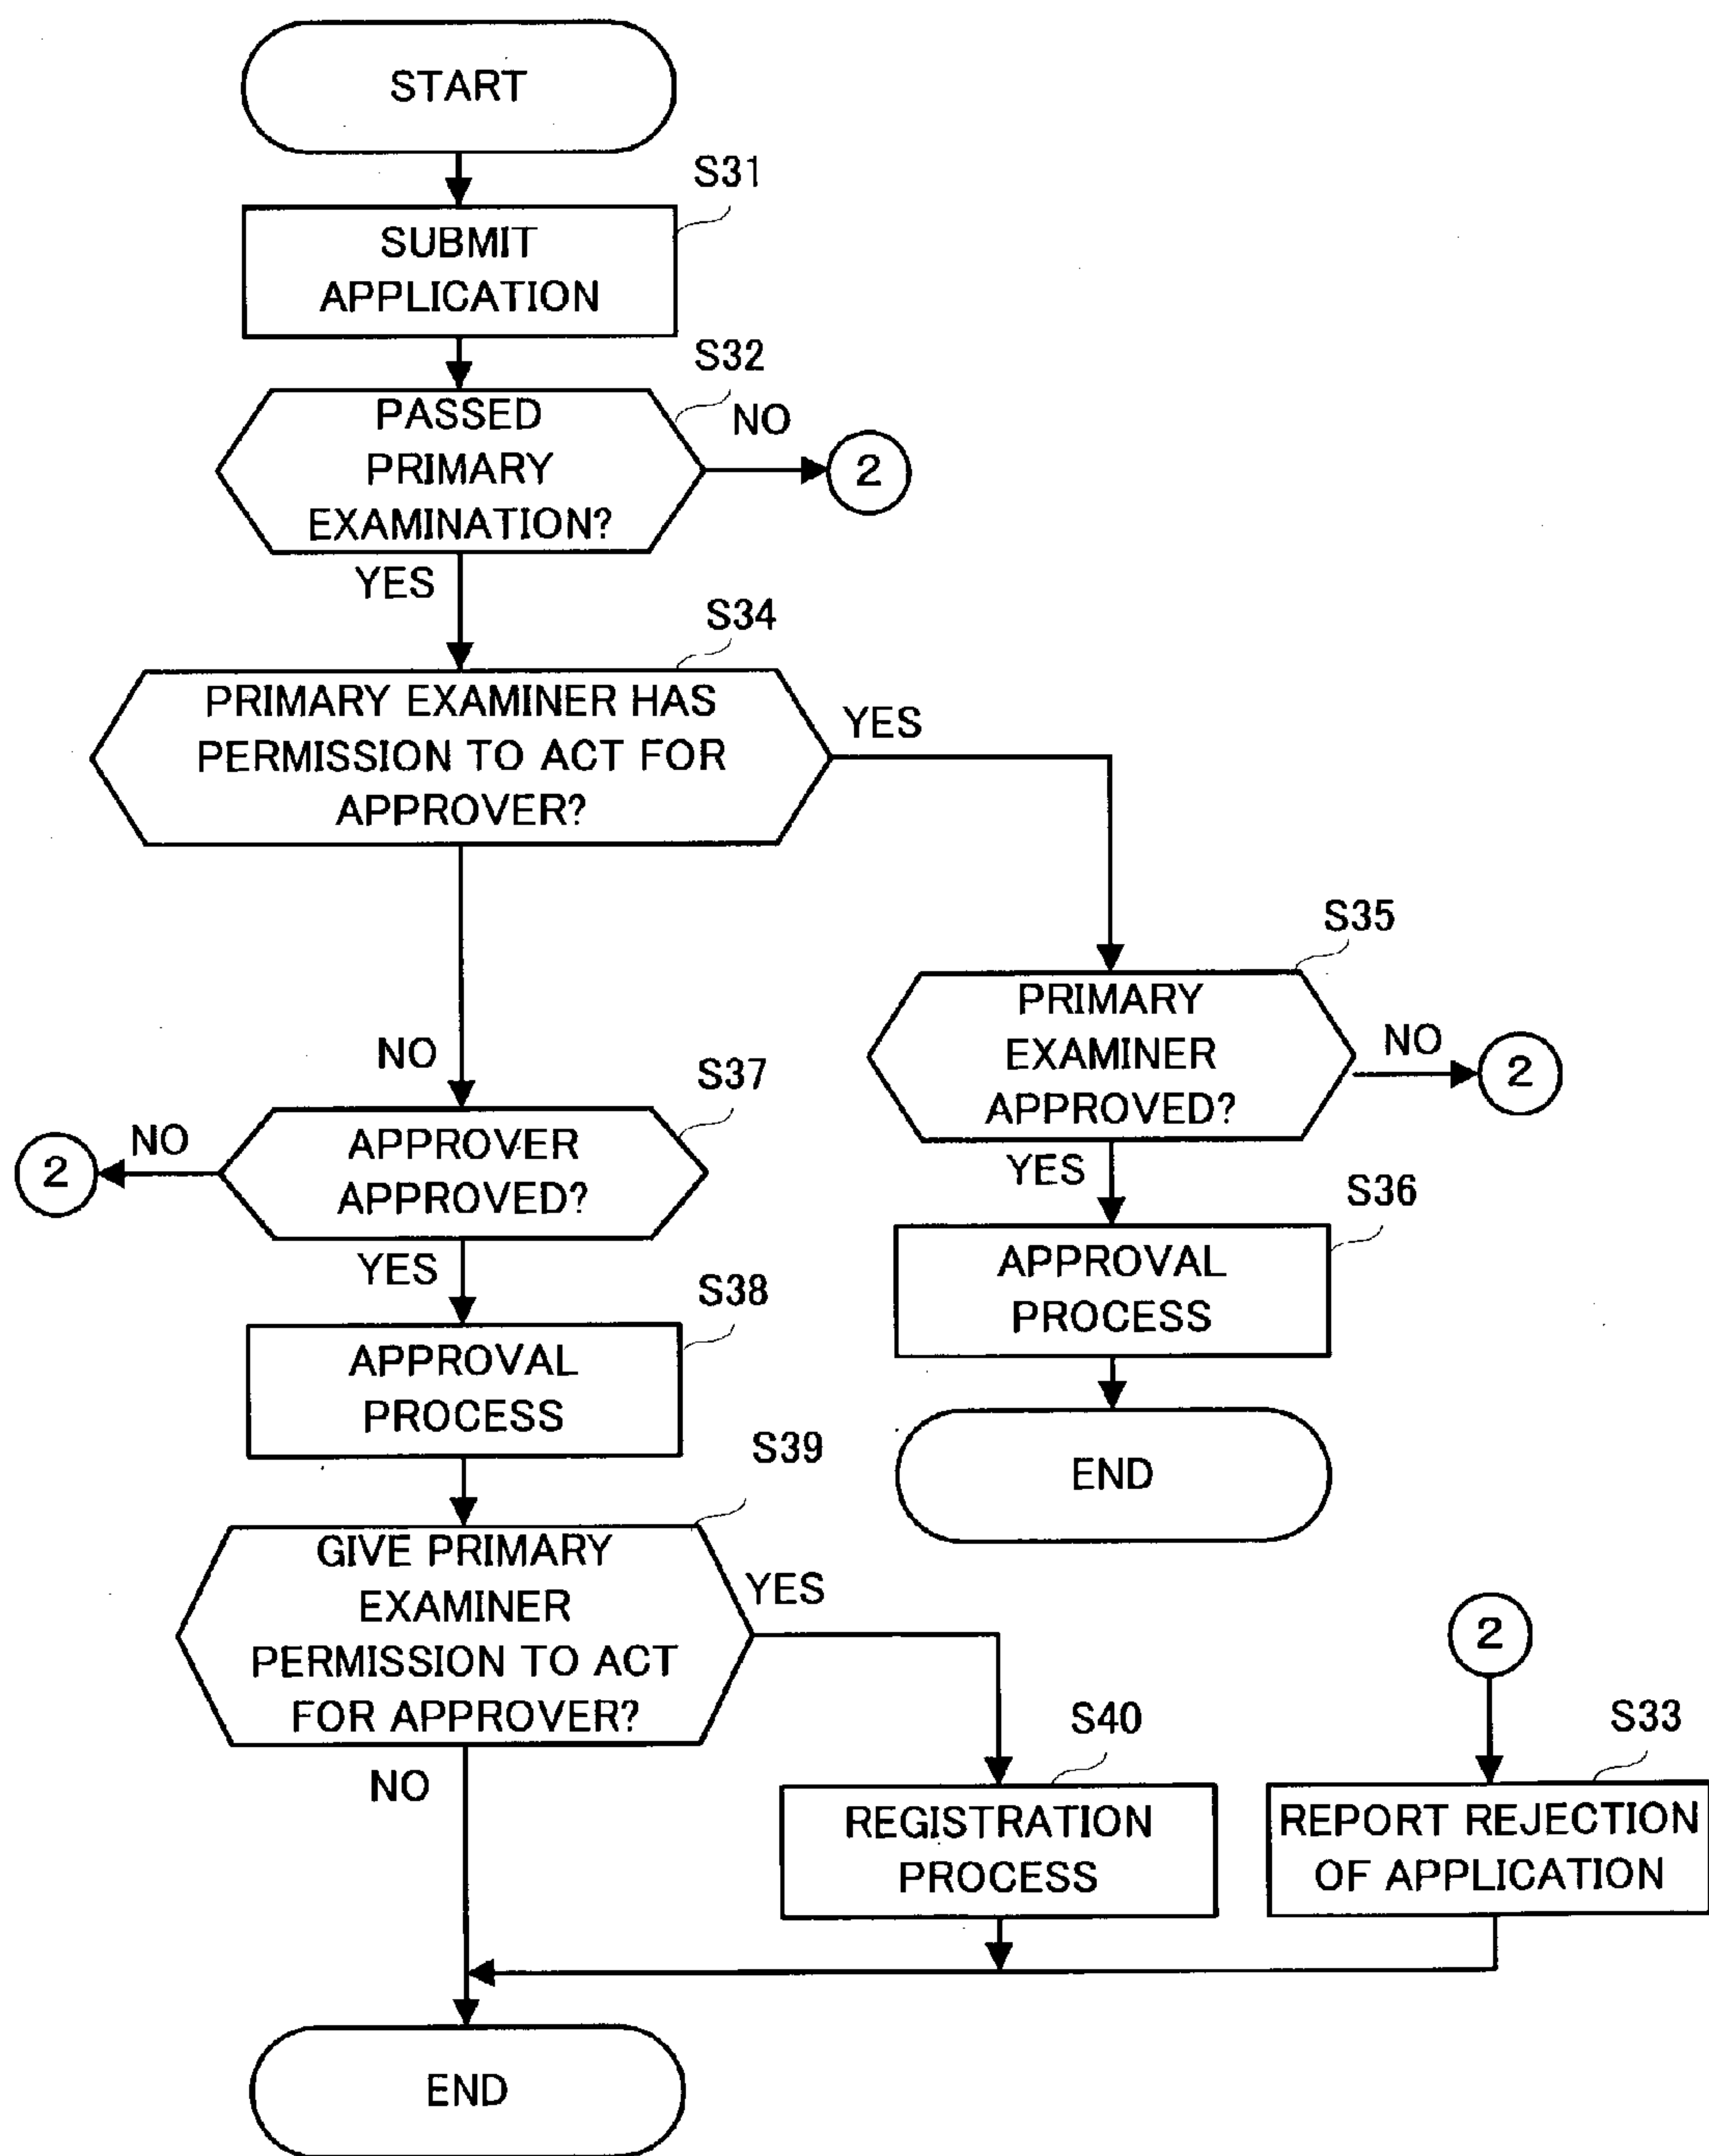 START
S31
SUBMIT
APPLICATION
S32
PASSED
PRIMARY
EXAMINATION?
NO
2
YES
S34
PRIMARY EXAMINER HAS
PERMISSION TO ACT FOR
APPROVER?
YES
NO
S35
PRIMARY
EXAMINER
APPROVED?
NO
2
YES
S36
APPROVAL
PROCESS
END
S37
APPROVER
APPROVED?
NO
2
YES
S38
APPROVAL
PROCESS
S39
GIVE PRIMARY
EXAMINER
PERMISSION TO ACT
FOR APPROVER?
YES
NO
S40
REGISTRATION
PROCESS
2
S33
REPORT REJECTION
OF APPLICATION
END